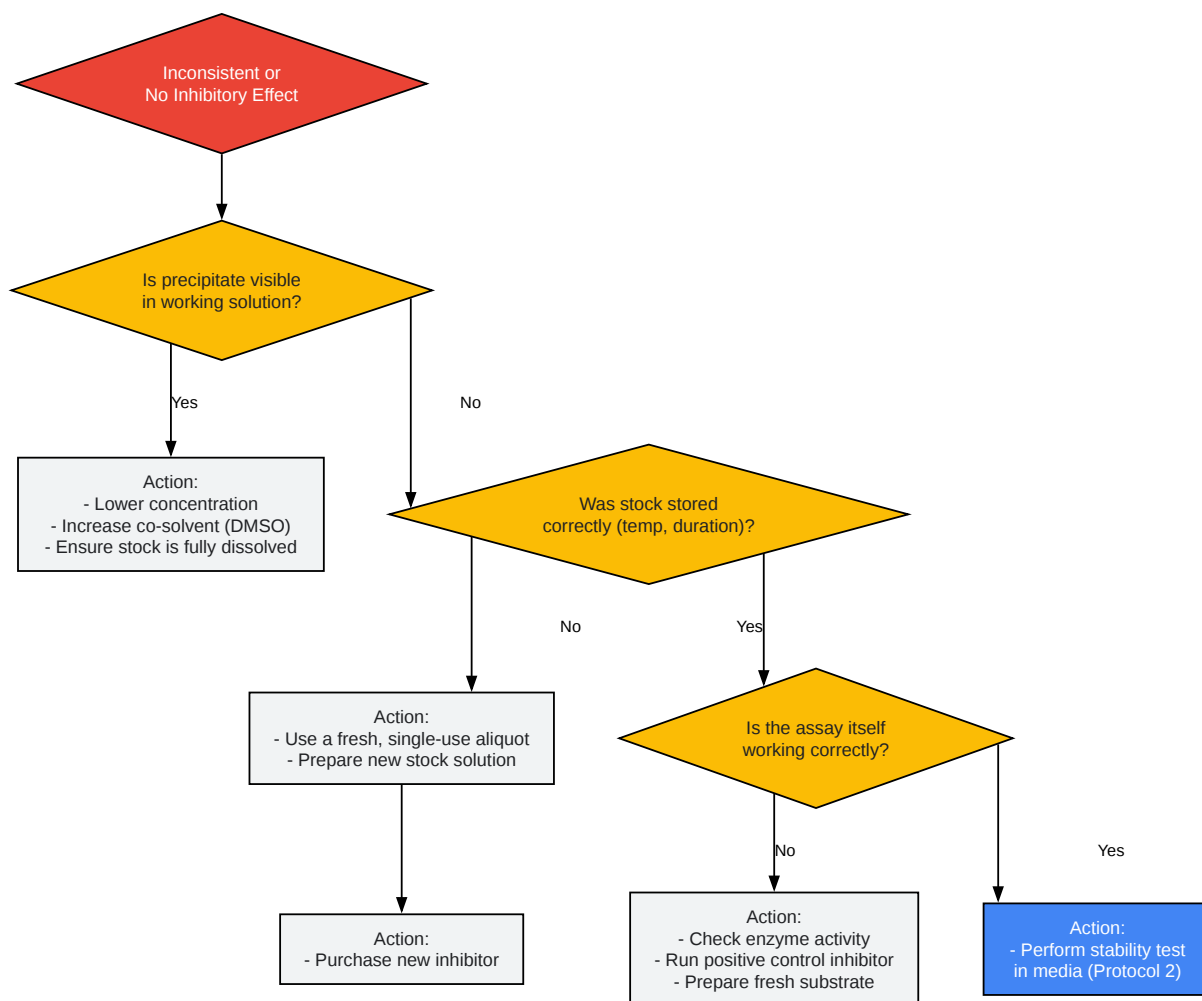 Inconsistent or
No Inhibitory Effect
Is precipitate visible
in working solution?
Yes
No
Action:
- Lower concentration
- Increase co-solvent (DMSO)
- Ensure stock is fully dissolved
Was stock stored
correctly (temp, duration)?
No
Yes
Action:
- Use a fresh, single-use aliquot
- Prepare new stock solution
Is the assay itself
working correctly?
No
Yes
Action:
- Purchase new inhibitor
Action:
- Check enzyme activity
- Run positive control inhibitor
- Prepare fresh substrate
Action:
- Perform stability test
in media (Protocol 2)